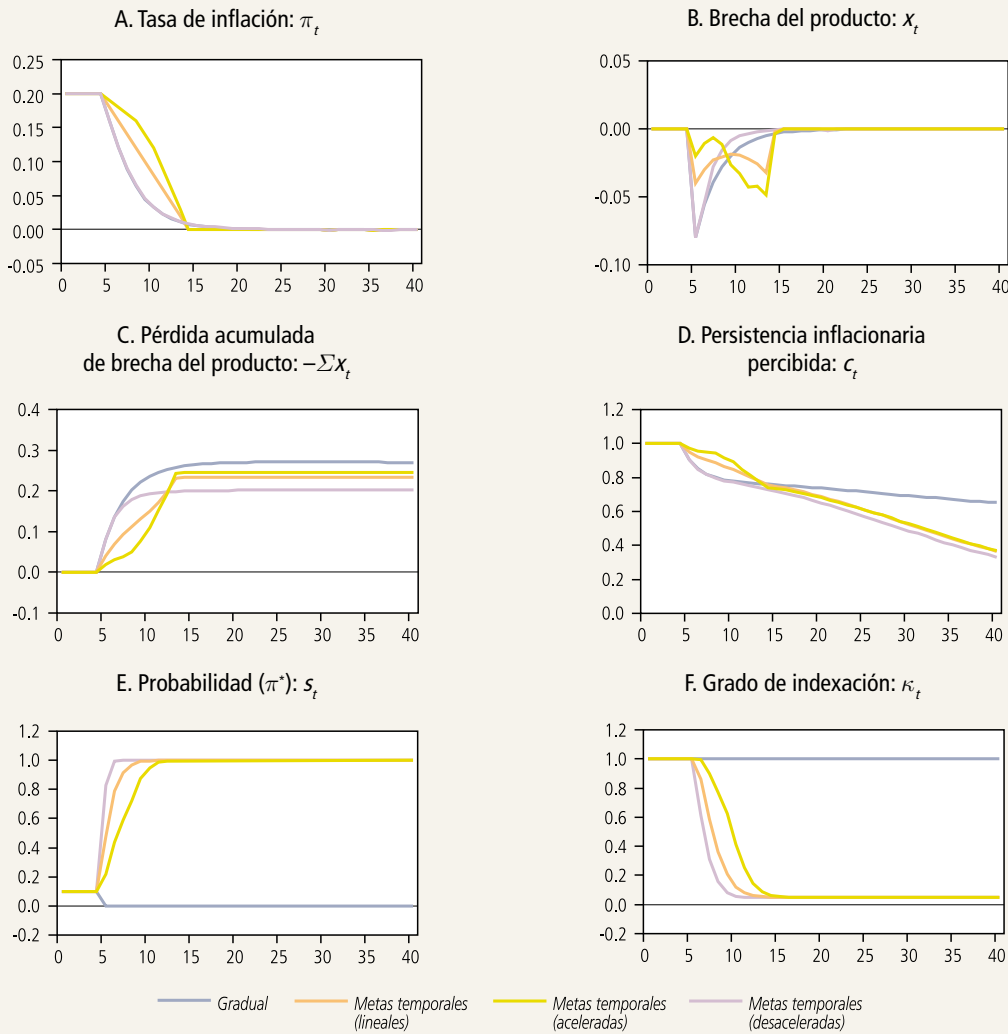 A. Tasa de inflación: π_t
B. Brecha del producto: x_t
0.25
0.20
0.15
0.10
0.05
0.00
-0.05
0 5 10 15 20 25 30 35 40
0.05
0.00
-0.05
-0.10
0 5 10 15 20 25 30 35 40
C. Pérdida acumulada
de brecha del producto: –Σx_t
D. Persistencia inflacionaria
percibida: c_t
0.4
0.3
0.2
0.0
-0.1
0 5 10 15 20 25 30 35 40
1.2
1.0
0.8
0.6
0.4
0.2
0.0
0 5 10 15 20 25 30 35 40
E. Probabilidad (π*): s_t
F. Grado de indexación: κ_t
1.2
1.0
0.8
0.6
0.4
0.2
0.0
-0.2
0 5 10 15 20 25 30 35 40
1.2
1.0
0.8
0.6
0.4
0.2
0.0
-0.2
0 5 10 15 20 25 30 35 40
Gradual
Metas temporales
(lineales)
Metas temporales
(aceleradas)
Metas temporales
(desaceleradas)